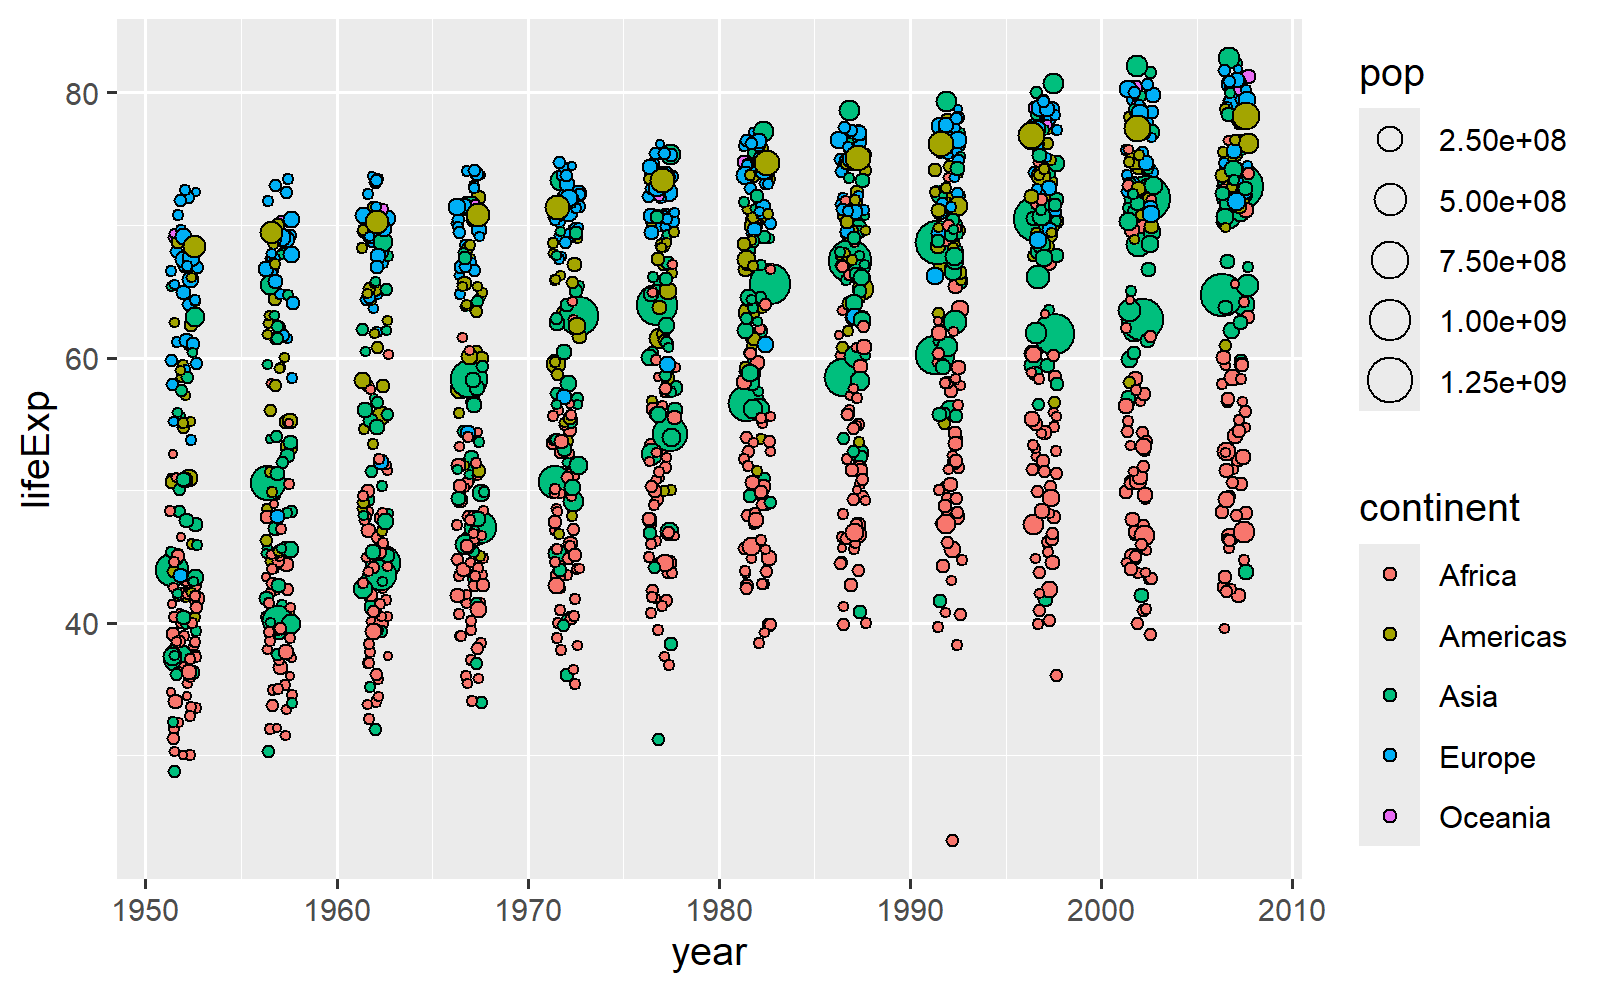 80
60
40
lifeExp
1950 1960 1970 1980 1990 2000 2010
year
pop
2.50e+08
5.00e+08
7.50e+08
1.00e+09
1.25e+09
continent
Africa
Americas
Asia
Europe
Oceania